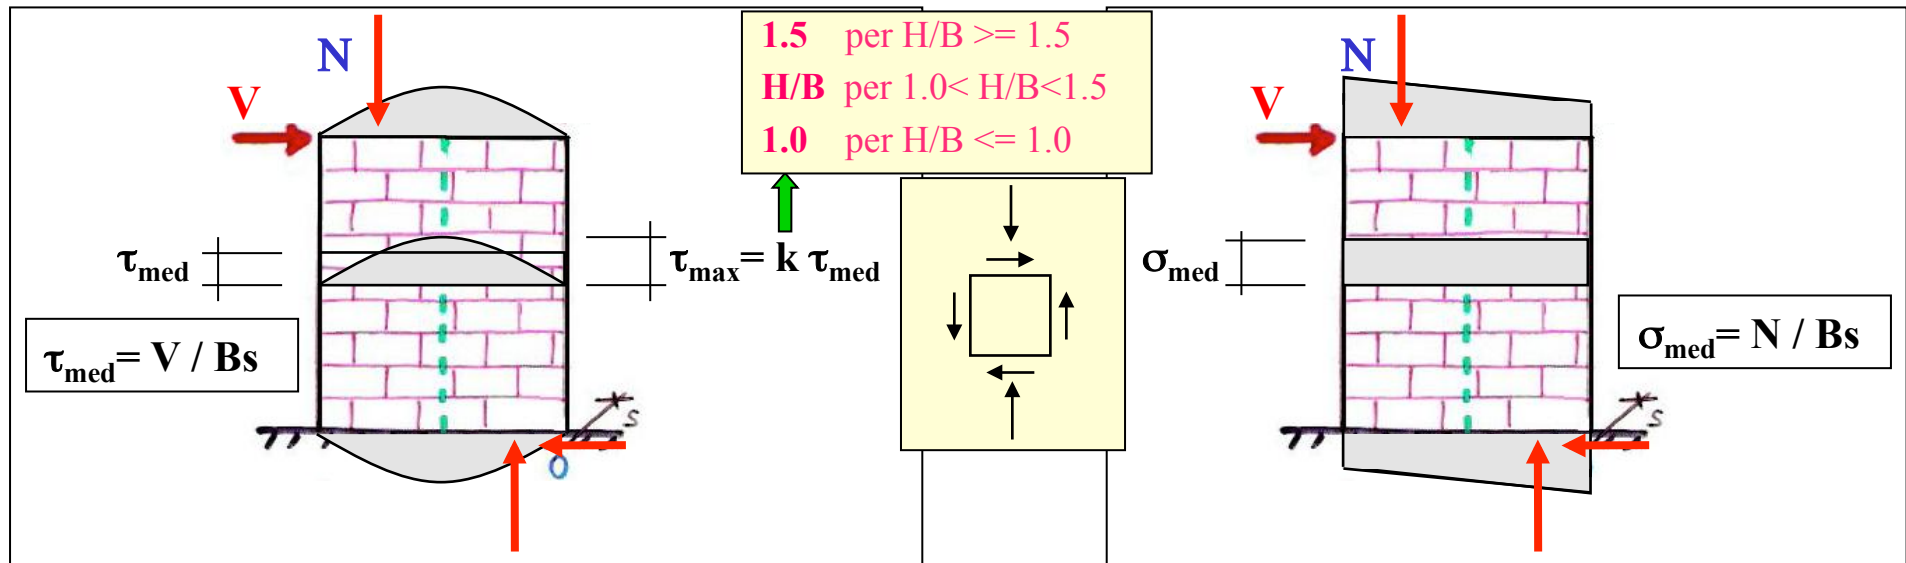 N
V
τmed
τmax= k τmed
τmed= V / Bs
s
O
1.5 per H/B >= 1.5
H/B per 1.0< H/B<1.5
1.0 per H/B <= 1.0
N
V
σmed
σmed= N / Bs
s